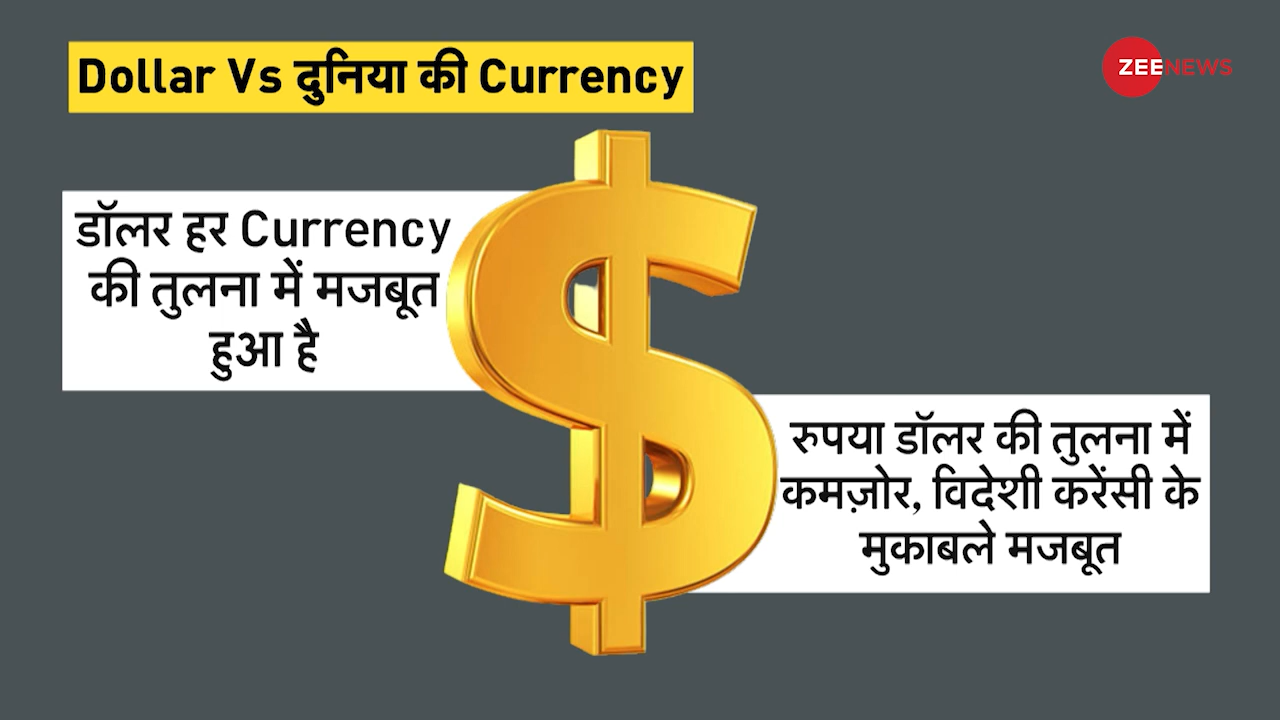 Dollar Vs दुनिया की Currency
ZEENEWS
डॉलर हर Currency
की तुलना में मजबूत
हुआ है
रुपया डॉलर की तुलना में
कमज़ोर, विदेशी करेंसी के
मुकाबले मजबूत